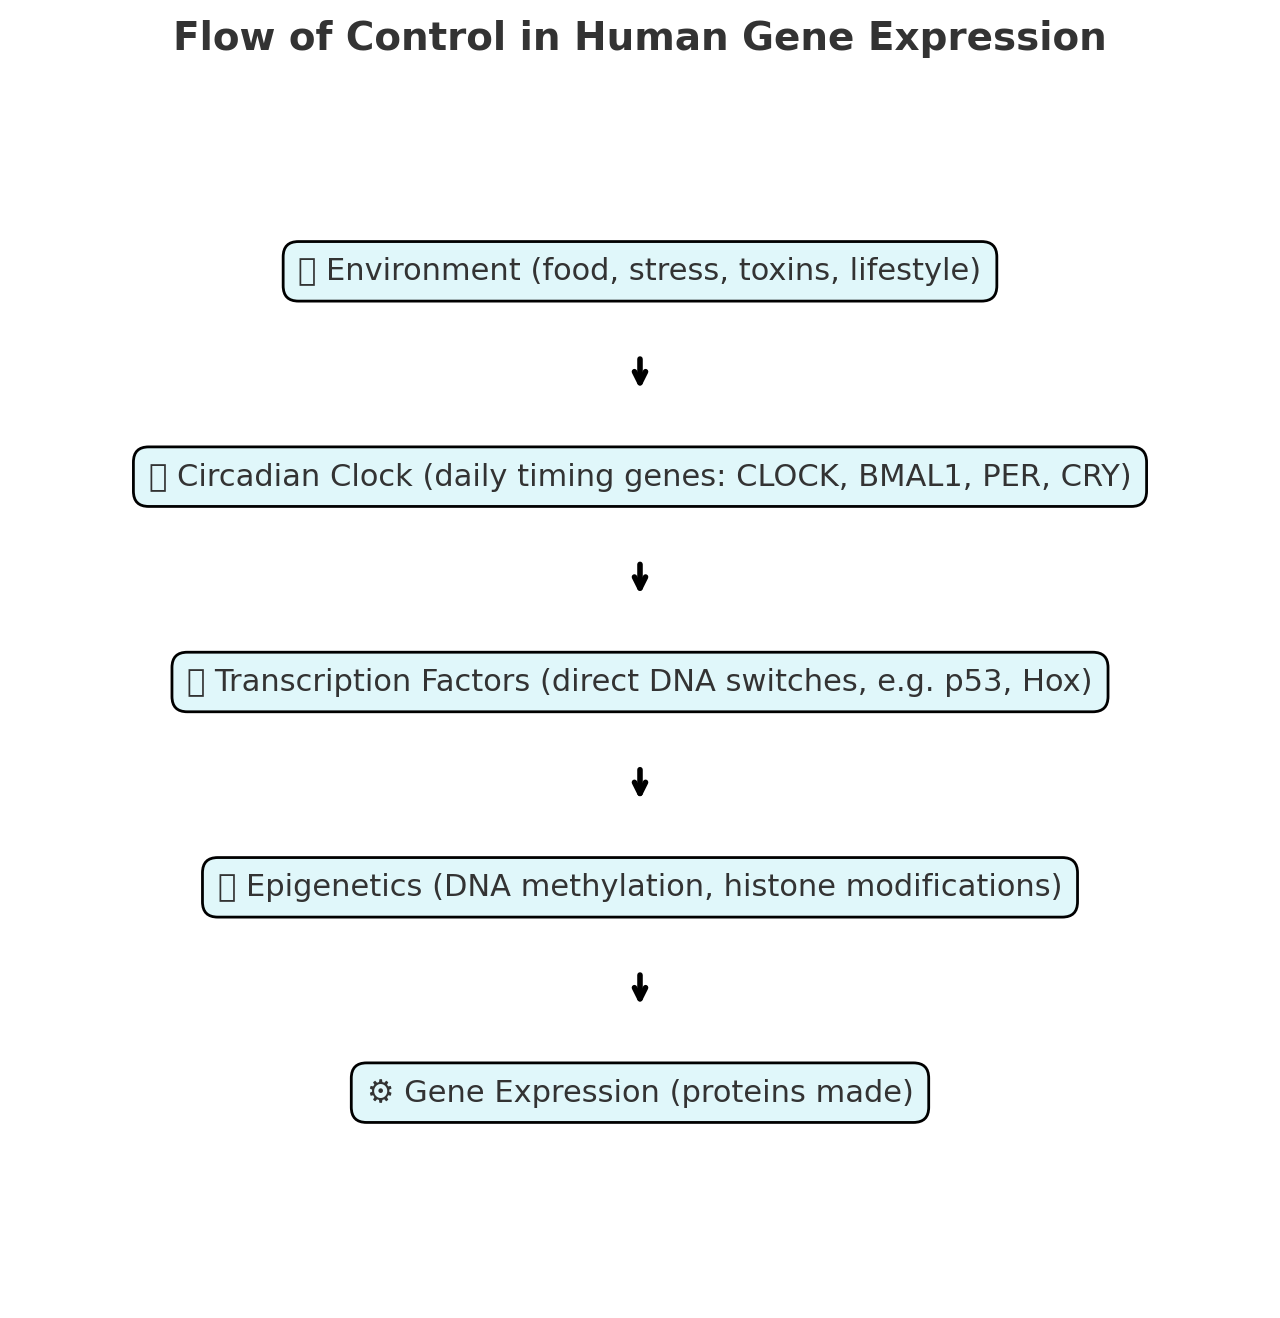 Flow of Control in Human Gene Expression
Environment (food, stress, toxins, lifestyle)
Circadian Clock (daily timing genes: CLOCK, BMAL1, PER, CRY)
Transcription Factors (direct DNA switches, e.g. p53, Hox)
Epigenetics (DNA methylation, histone modifications)
⚙ Gene Expression (proteins made)